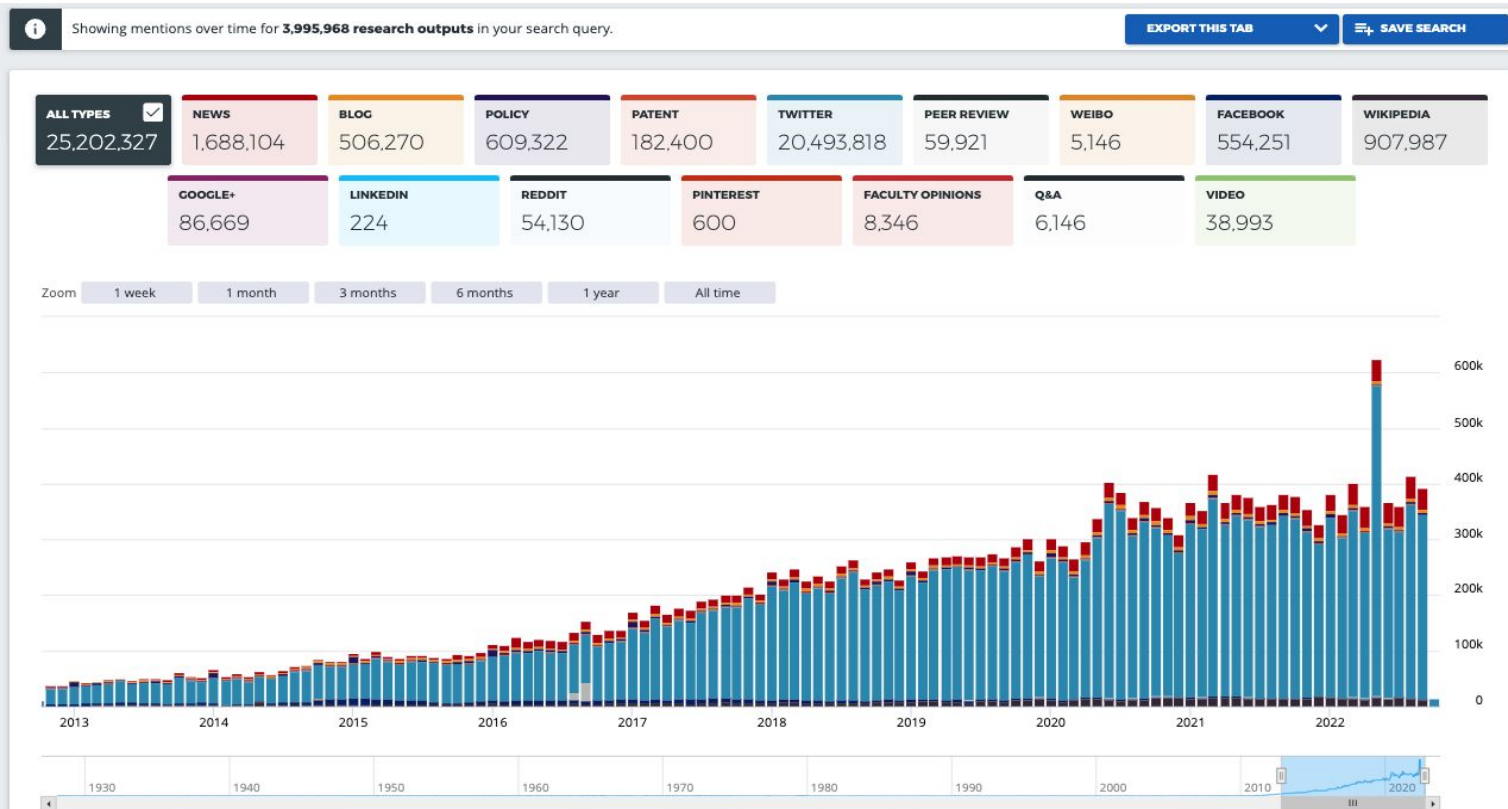 Showing mentions over time for 3,995,968 research outputs in your search query.
EXPORT THIS TAB
SAVE SEARCH
ALL TYPES
25,202,327
NEWS
1,688,104
BLOG
506,270
POLICY
609,322
PATENT
182,400
TWITTER
20,493,818
PEER REVIEW
59,921
WEIBO
5,146
FACEBOOK
554,251
WIKIPEDIA
907,987
GOOGLE+
86,669
LINKEDIN
224
REDDIT
54,130
PINTEREST
600
FACULTY OPINIONS
8,346
Q&A
6,146
VIDEO
38,993
Zoom 1 week 1 month 3 months 6 months 1 year All time
600k
500k
400k
300k
200k
100k
0
2013 2014 2015 2016 2017 2018 2019 2020 2021 2022
1930 1940 1950 1960 1970 1980 1990 2000 2010 2020